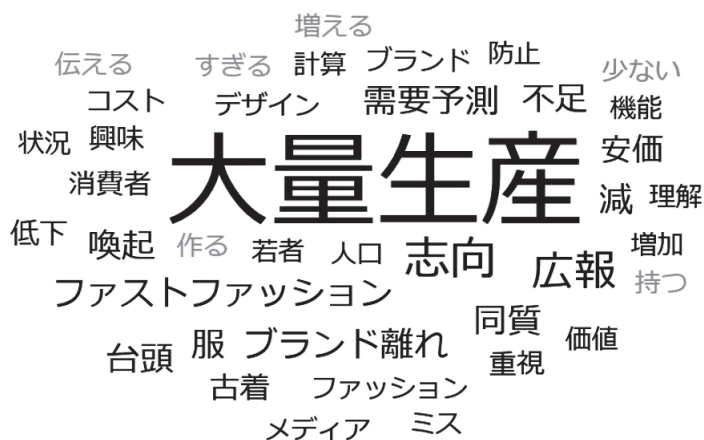 増える
伝える すぎる 計算 ブランド 防止 少ない
コスト デザイン 需要予測 不足 機能
状況 興味 大量生産 安価
消費者 減 理解
低下 喚起 作る 若者 人口 志向 広報 増加
持つ
ファストファッション
台頭 服 ブランド離れ 同質 重視 価値
古着 ファッション
メディア ミス